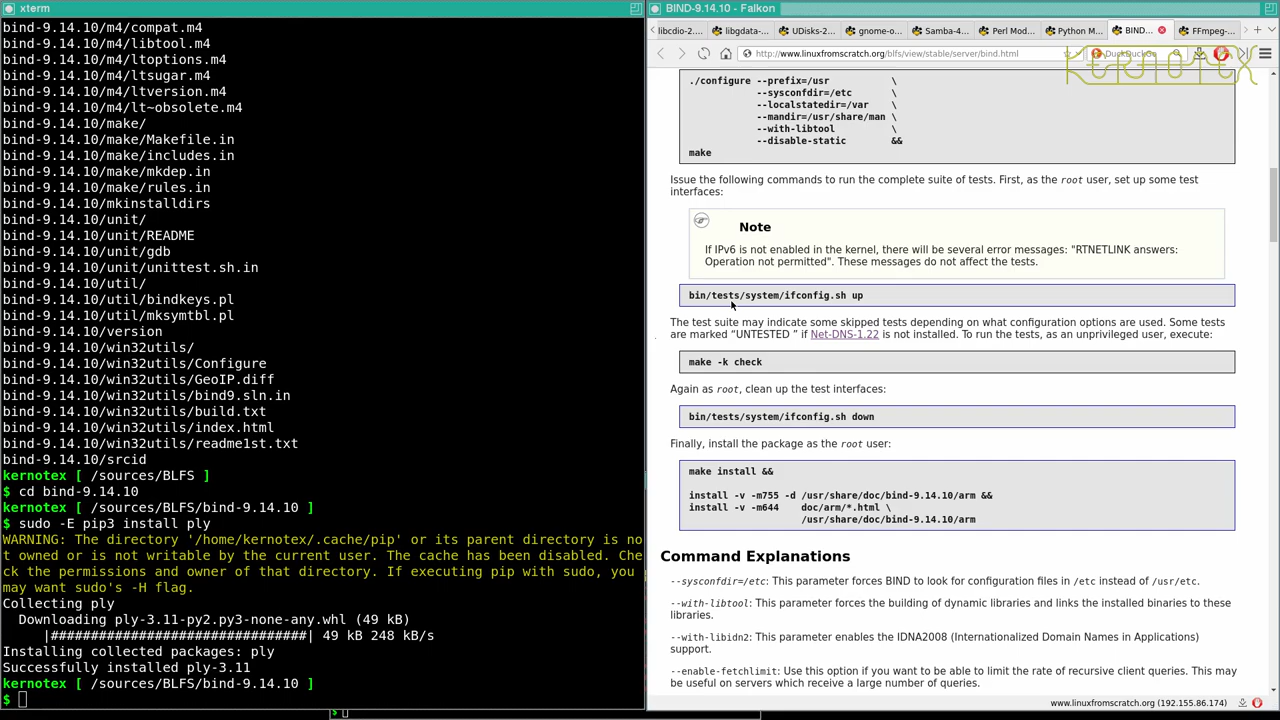 xterm
bind-9.14.10/m4/compat.m4
bind-9.14.10/m4/libtool.m4
bind-9.14.10/m4/ltoptions.m4
bind-9.14.10/m4/ltsugar.m4
bind-9.14.10/m4/ltversion.m4
bind-9.14.10/m4/lt~obsolete.m4
bind-9.14.10/make/
bind-9.14.10/make/Makefile.in
bind-9.14.10/make/includes.in
bind-9.14.10/make/mkdep.in
bind-9.14.10/make/rules.in
bind-9.14.10/mkinstalldirs
bind-9.14.10/unit/
bind-9.14.10/unit/README
bind-9.14.10/unit/gdb
bind-9.14.10/unit/unittest.sh.in
bind-9.14.10/util/
bind-9.14.10/util/bindkeys.pl
bind-9.14.10/util/mksymtbl.pl
bind-9.14.10/version
bind-9.14.10/win32utils/
bind-9.14.10/win32utils/Configure
bind-9.14.10/win32utils/GeoIP.diff
bind-9.14.10/win32utils/bind9.sln.in
bind-9.14.10/win32utils/build.txt
bind-9.14.10/win32utils/index.html
bind-9.14.10/win32utils/readme1st.txt
bind-9.14.10/srcid
kernotex [ /sources/BLFS ]
$ cd bind-9.14.10
kernotex [ /sources/BLFS/bind-9.14.10 ]
$ sudo -E pip3 install ply
WARNING: The directory '/home/kernotex/.cache/pip' or its parent directory is no
t owned or is not writable by the current user. The cache has been disabled. Che
ck the permissions and owner of that directory. If executing pip with sudo, you
may want sudo's -H flag.
Collecting ply
Downloading ply-3.11-py2.py3-none-any.whl (49 kB)
|################################| 49 kB 248 kB/s
Installing collected packages: ply
Successfully installed ply-3.11
kernotex [ /sources/BLFS/bind-9.14.10 ]
$
$
BIND-9.14.10 - Falkon
libcdio-2.... libgdata-... UDisks-2... gnome-o... Samba-4... Perl Mod... Python M... BIND... FFmpeg-...
http://www.linuxfromscratch.org/blfs/view/stable/server/bind.html DuckDuckGo
KERNOTEX
./configure --prefix=/usr \
--sysconfdir=/etc \
--localstatedir=/var \
--mandir=/usr/share/man \
--with-libtool \
--disable-static &&
make
Issue the following commands to run the complete suite of tests. First, as the root user, set up some test
interfaces:
Note
If IPv6 is not enabled in the kernel, there will be several error messages: "RTNETLINK answers:
Operation not permitted". These messages do not affect the tests.
bin/tests/system/ifconfig.sh up
The test suite may indicate some skipped tests depending on what configuration options are used. Some tests
are marked “UNTESTED ” if Net-DNS-1.22 is not installed. To run the tests, as an unprivileged user, execute:
make -k check
Again as root, clean up the test interfaces:
bin/tests/system/ifconfig.sh down
Finally, install the package as the root user:
make install &&
install -v -m755 -d /usr/share/doc/bind-9.14.10/arm &&
install -v -m644 doc/arm/*.html \
/usr/share/doc/bind-9.14.10/arm
Command Explanations
--sysconfdir=/etc: This parameter forces BIND to look for configuration files in /etc instead of /usr/etc.
--with-libtool: This parameter forces the building of dynamic libraries and links the installed binaries to these
libraries.
--with-libidn2: This parameter enables the IDNA2008 (Internationalized Domain Names in Applications)
support.
--enable-fetchlimit: Use this option if you want to be able to limit the rate of recursive client queries. This may
be useful on servers which receive a large number of queries.
www.linuxfromscratch.org (192.155.86.174)